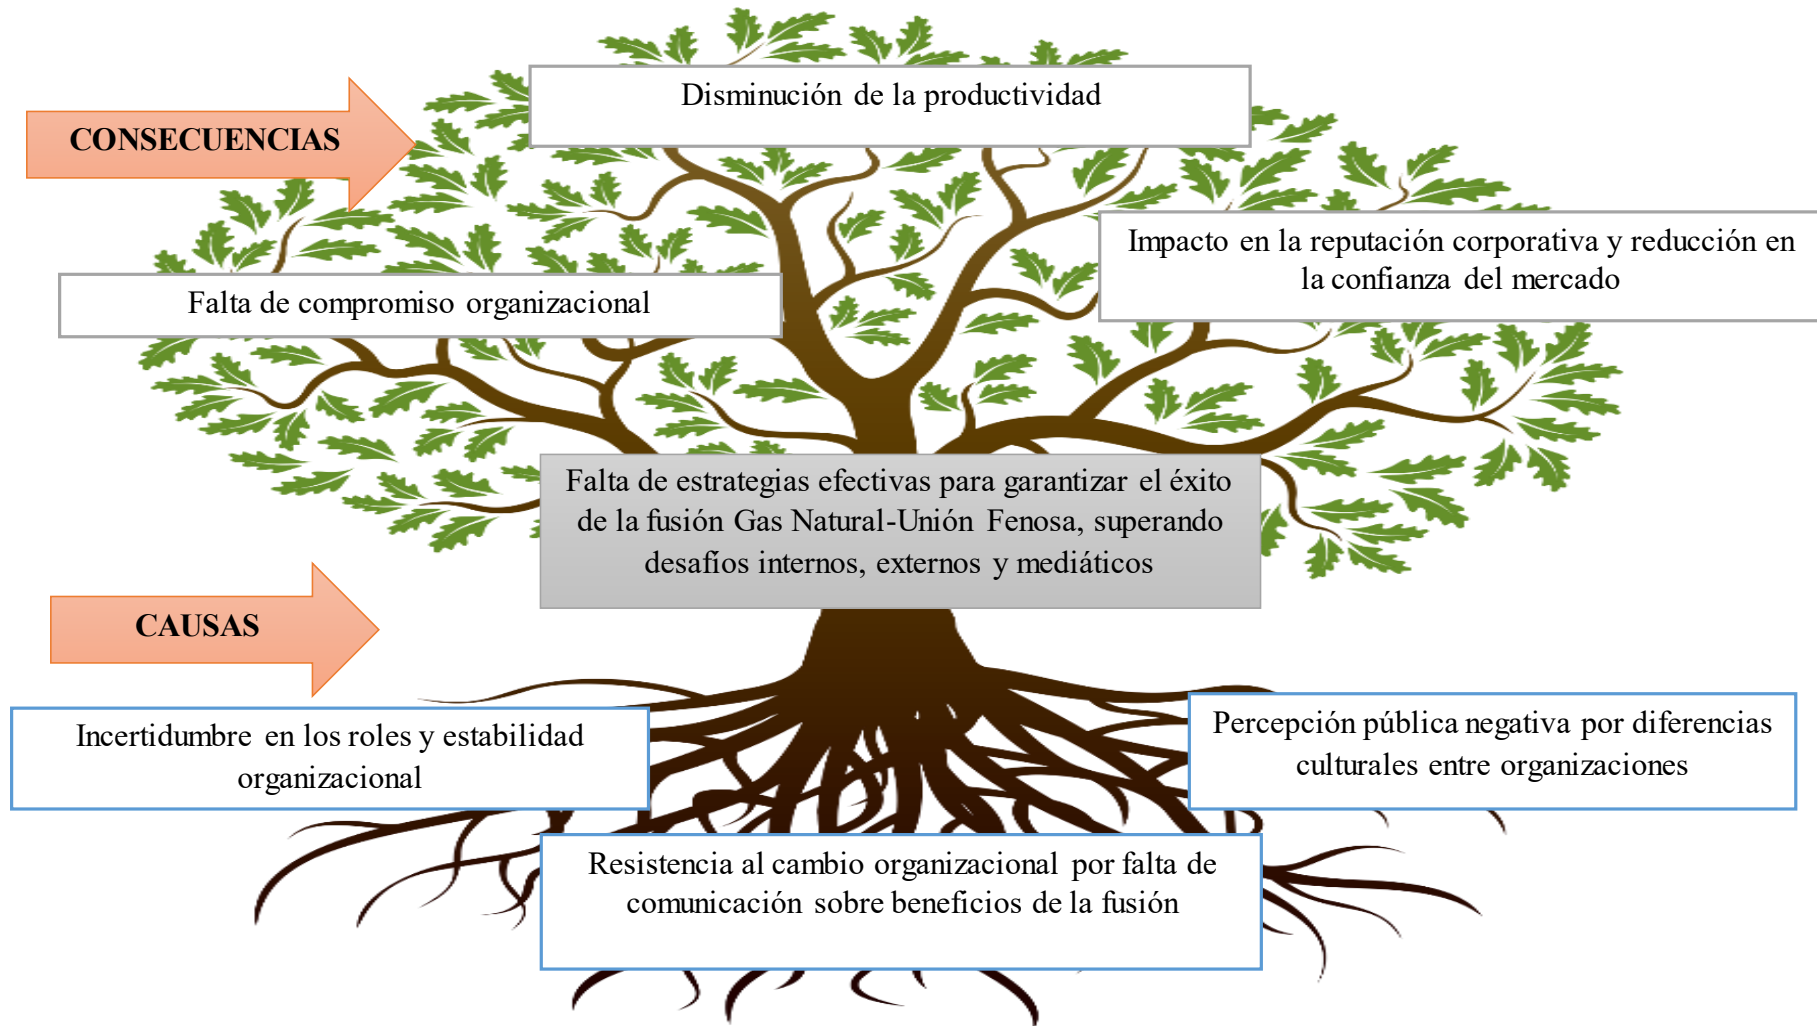 Disminución de la productividad
CONSECUENCIAS
Impacto en la reputación corporativa y reducción en
la confianza del mercado
Falta de compromiso organizacional
Falta de estrategias efectivas para garantizar el éxito
de la fusión Gas Natural-Unión Fenosa, superando
desafíos internos, externos y mediáticos
CAUSAS
Incertidumbre en los roles y estabilidad
organizacional
Percepción pública negativa por diferencias
culturales entre organizaciones
Resistencia al cambio organizacional por falta de
comunicación sobre beneficios de la fusión